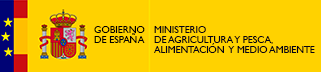 GOBIERNO
DE ESPAÑA
MINISTERIO
DE AGRICULTURA Y PESCA,
ALIMENTACIÓN Y MEDIO AMBIENTE